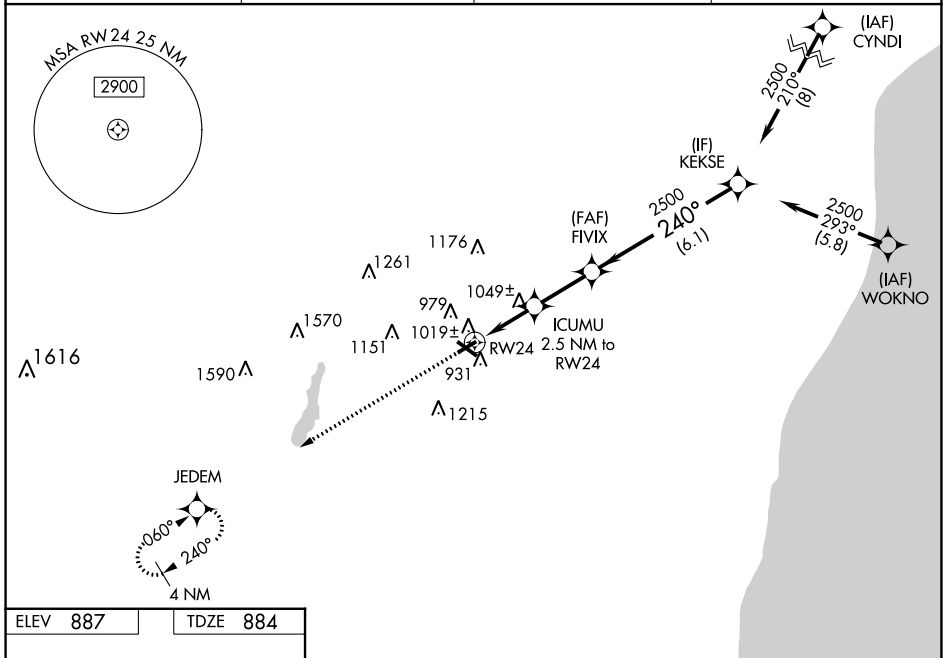 MSA RW 24 25 NM
2900
(IAF)
CYNDI
2500
210°
(8)
(IF)
KEKSE
2500
240°
(6.1)
2500
293°
(5.8)
(IAF)
WOKNO
(FAF)
FIVIX
1176
1261
1049±
979
1570
1019±
1151
ICUMU
2.5 NM to
RW24
RW24
1616
1590
931
1215
JEDEM
060°
240°
4 NM
ELEV 887
TDZE 884